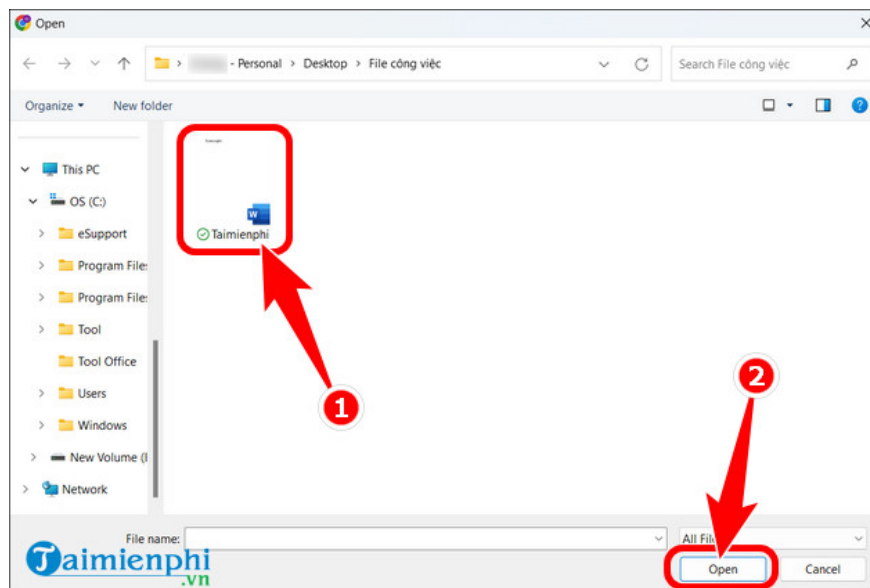 Open
- Personal > Desktop > File công việc
Search File công việc
Organize
New folder
This PC
OS (C:)
eSupport
Program Files
Program Files
Tool
Tool Office
Users
Windows
New Volume (
Network
W
Taimienphi
1
2
File name:
All Fil
Open
Cancel
Taimienphi
.vn